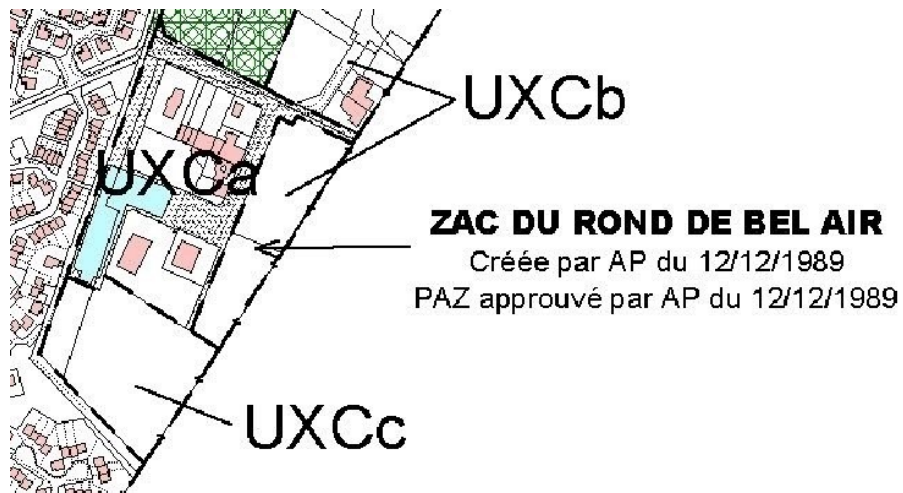 UXCb
UXCa
ZAC DU ROND DE BEL AIR
Créée par AP du 12/12/1989
PAZ approuvé par AP du 12/12/1989
UXCc